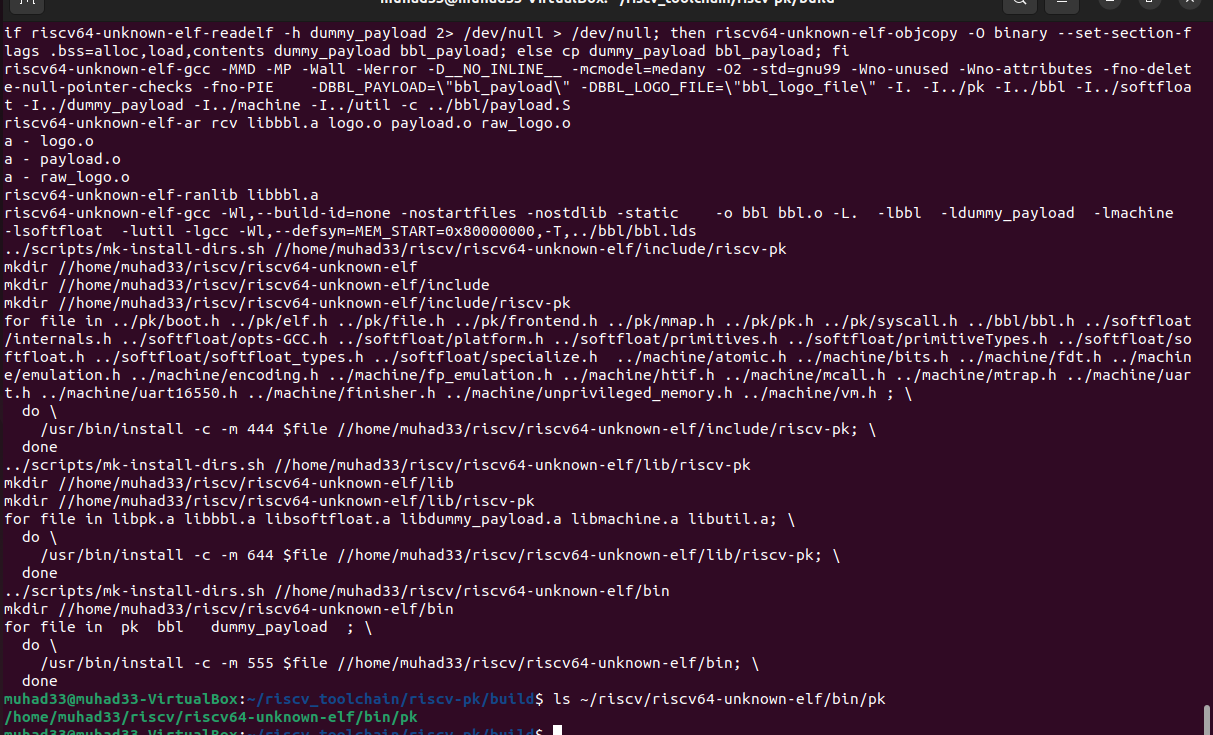 muhad33@muhad33-VirtualBox: ~/riscv_toolchain/riscv-pk/build
if riscv64-unknown-elf-readelf -h dummy_payload 2> /dev/null > /dev/null; then riscv64-unknown-elf-objcopy -O binary --set-section-f
lags .bss=alloc,load,contents dummy_payload bbl_payload; else cp dummy_payload bbl_payload; fi
riscv64-unknown-elf-gcc -MMD -MP -Wall -Werror -D__NO_INLINE__ -mcmodel=medany -O2 -std=gnu99 -Wno-unused -Wno-attributes -fno-delet
e-null-pointer-checks -fno-PIE    -DBBL_PAYLOAD=\"bbl_payload\" -DBBL_LOGO_FILE=\"bbl_logo_file\" -I. -I../pk -I../bbl -I../softfloa
t -I../dummy_payload -I../machine -I../util -c ../bbl/payload.S
riscv64-unknown-elf-ar rcv libbbl.a logo.o payload.o raw_logo.o
a - logo.o
a - payload.o
a - raw_logo.o
riscv64-unknown-elf-ranlib libbbl.a
riscv64-unknown-elf-gcc -Wl,--build-id=none -nostartfiles -nostdlib -static    -o bbl bbl.o -L.  -lbbl  -ldummy_payload  -lmachine
-lsoftfloat  -lutil -lgcc -Wl,--defsym=MEM_START=0x80000000,-T,../bbl/bbl.lds
../scripts/mk-install-dirs.sh //home/muhad33/riscv/riscv64-unknown-elf/include/riscv-pk
mkdir //home/muhad33/riscv/riscv64-unknown-elf
mkdir //home/muhad33/riscv/riscv64-unknown-elf/include
mkdir //home/muhad33/riscv/riscv64-unknown-elf/include/riscv-pk
for file in ../pk/boot.h ../pk/elf.h ../pk/file.h ../pk/frontend.h ../pk/mmap.h ../pk/pk.h ../pk/syscall.h ../bbl/bbl.h ../softfloat
/internals.h ../softfloat/opts-GCC.h ../softfloat/platform.h ../softfloat/primitives.h ../softfloat/primitiveTypes.h ../softfloat/so
ftfloat.h ../softfloat/softfloat_types.h ../softfloat/specialize.h  ../machine/atomic.h ../machine/bits.h ../machine/fdt.h ../machin
e/emulation.h ../machine/encoding.h ../machine/fp_emulation.h ../machine/htif.h ../machine/mcall.h ../machine/mtrap.h ../machine/uar
t.h ../machine/uart16550.h ../machine/finisher.h ../machine/unprivileged_memory.h ../machine/vm.h ; \
  do \
    /usr/bin/install -c -m 444 $file //home/muhad33/riscv/riscv64-unknown-elf/include/riscv-pk; \
  done
../scripts/mk-install-dirs.sh //home/muhad33/riscv/riscv64-unknown-elf/lib/riscv-pk
mkdir //home/muhad33/riscv/riscv64-unknown-elf/lib
mkdir //home/muhad33/riscv/riscv64-unknown-elf/lib/riscv-pk
for file in libpk.a libbbl.a libsoftfloat.a libdummy_payload.a libmachine.a libutil.a; \
  do \
    /usr/bin/install -c -m 644 $file //home/muhad33/riscv/riscv64-unknown-elf/lib/riscv-pk; \
  done
../scripts/mk-install-dirs.sh //home/muhad33/riscv/riscv64-unknown-elf/bin
mkdir //home/muhad33/riscv/riscv64-unknown-elf/bin
for file in  pk  bbl   dummy_payload  ; \
  do \
    /usr/bin/install -c -m 555 $file //home/muhad33/riscv/riscv64-unknown-elf/bin; \
  done
muhad33@muhad33-VirtualBox:~/riscv_toolchain/riscv-pk/build$ ls ~/riscv/riscv64-unknown-elf/bin/pk
/home/muhad33/riscv/riscv64-unknown-elf/bin/pk
muhad33@muhad33-VirtualBox:~/riscv_toolchain/riscv-pk/build$